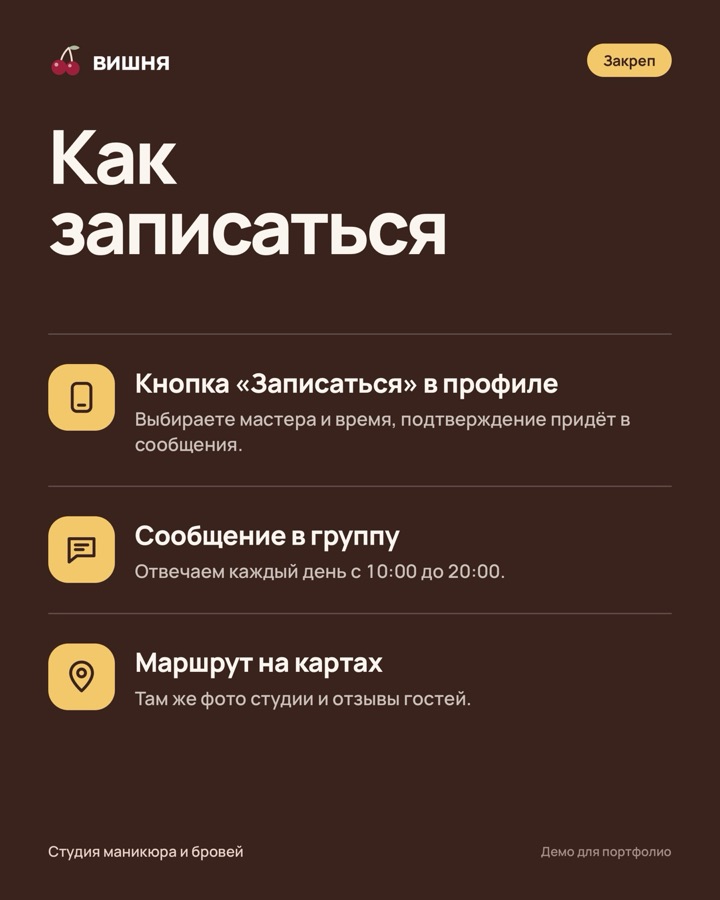 ВИШНЯ
Закреп
Как
записаться
Кнопка «Записаться» в профиле
Выбираете мастера и время, подтверждение придёт в
сообщения.
Сообщение в группу
Отвечаем каждый день с 10:00 до 20:00.
Маршрут на картах
Там же фото студии и отзывы гостей.
Студия маникюра и бровей
Демо для портфолио